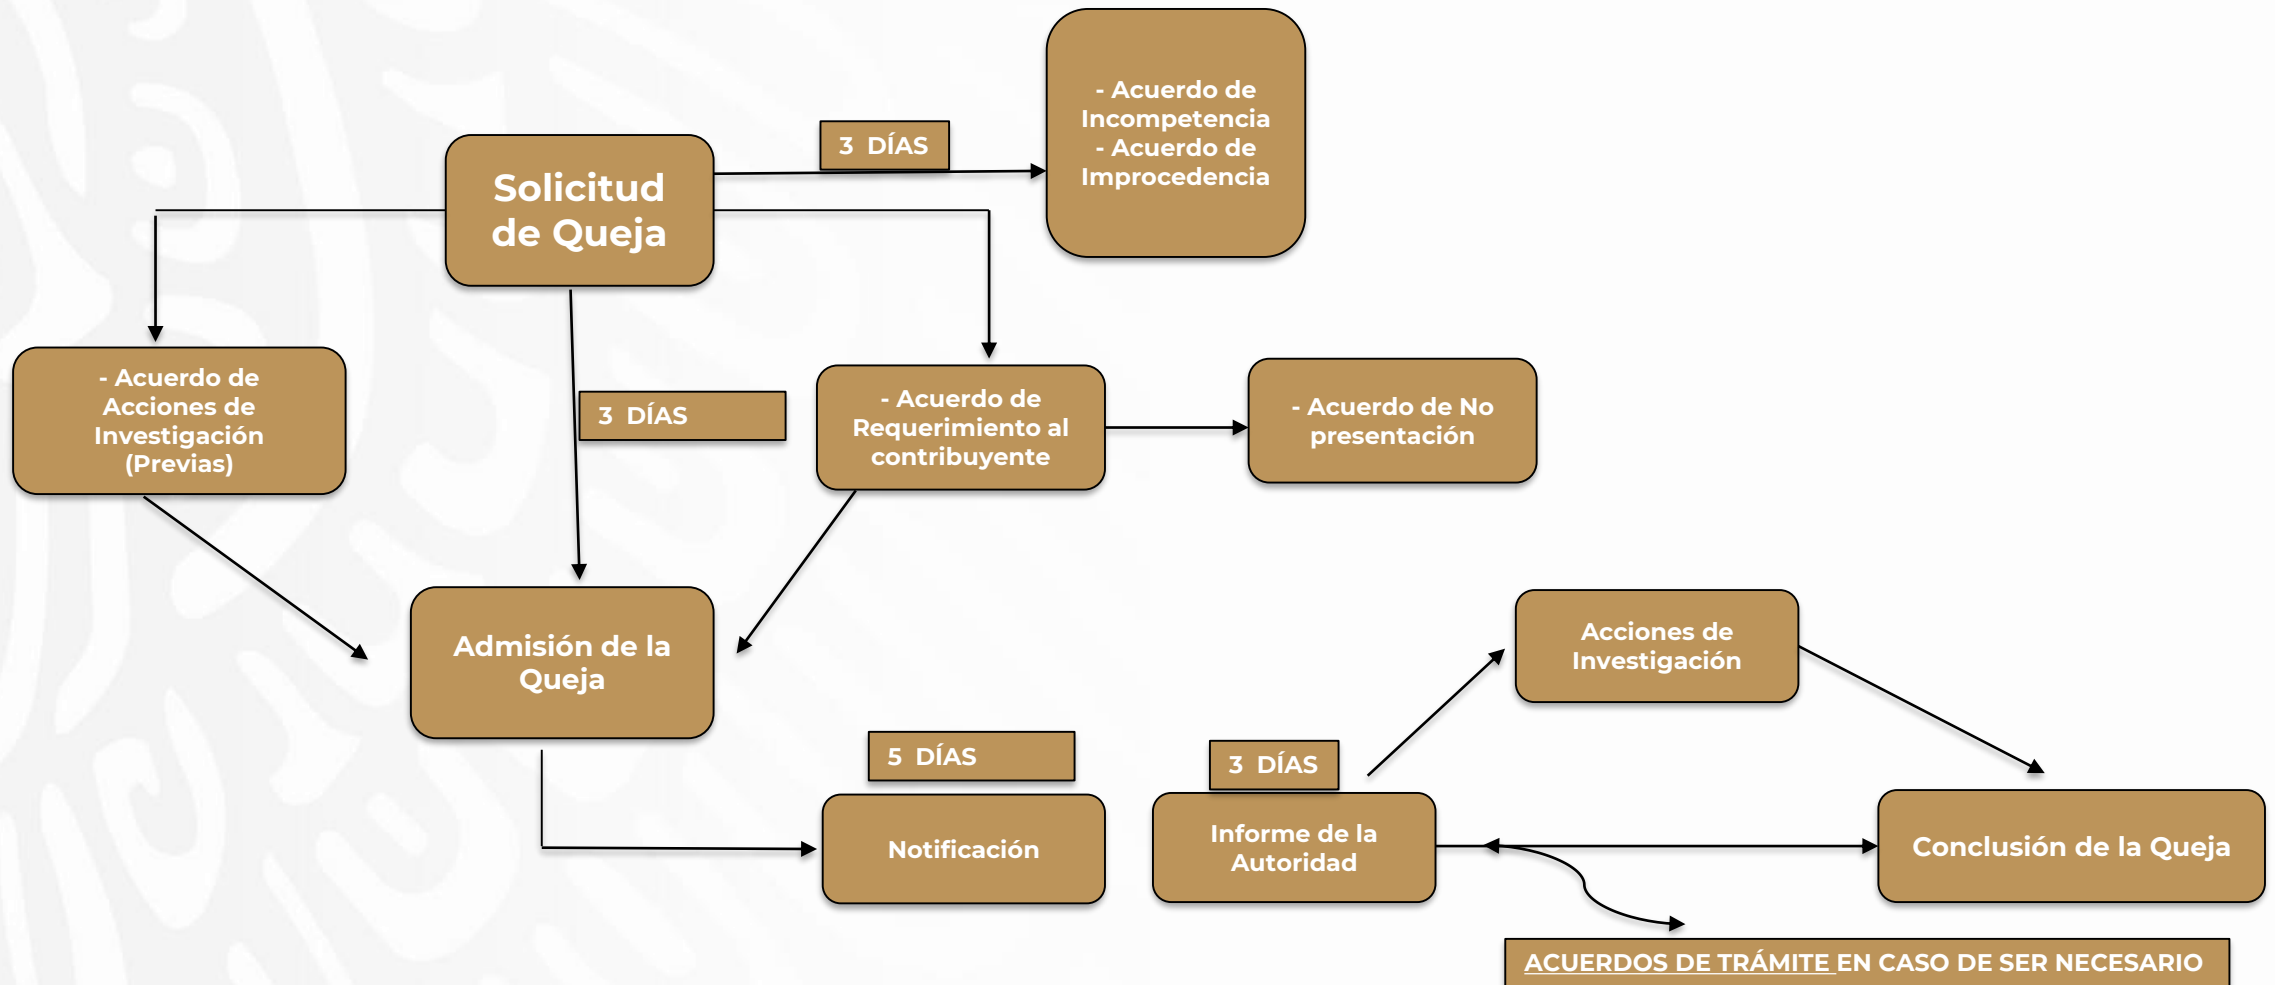 - Acuerdo de
Incompetencia
- Acuerdo de
Improcedencia
3 DÍAS
Solicitud
de Queja
- Acuerdo de
Acciones de
Investigación
(Previas)
3 DÍAS
- Acuerdo de
Requerimiento al
contribuyente
- Acuerdo de No
presentación
Admisión de la
Queja
Acciones de
Investigación
5 DÍAS
3 DÍAS
Notificación
Informe de la
Autoridad
Conclusión de la Queja
ACUERDOS DE TRÁMITE EN CASO DE SER NECESARIO